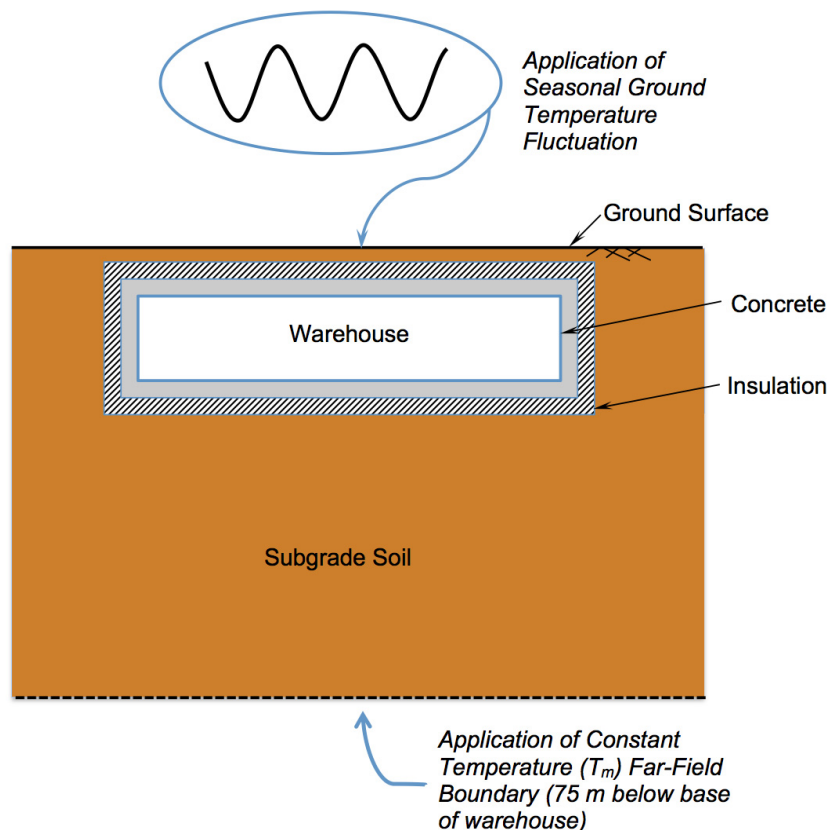 Application of
Seasonal Ground
Temperature
Fluctuation
Ground Surface
Warehouse
Concrete
Insulation
Subgrade Soil
Application of Constant
Temperature (Tm) Far-Field
Boundary (75 m below base
of warehouse)